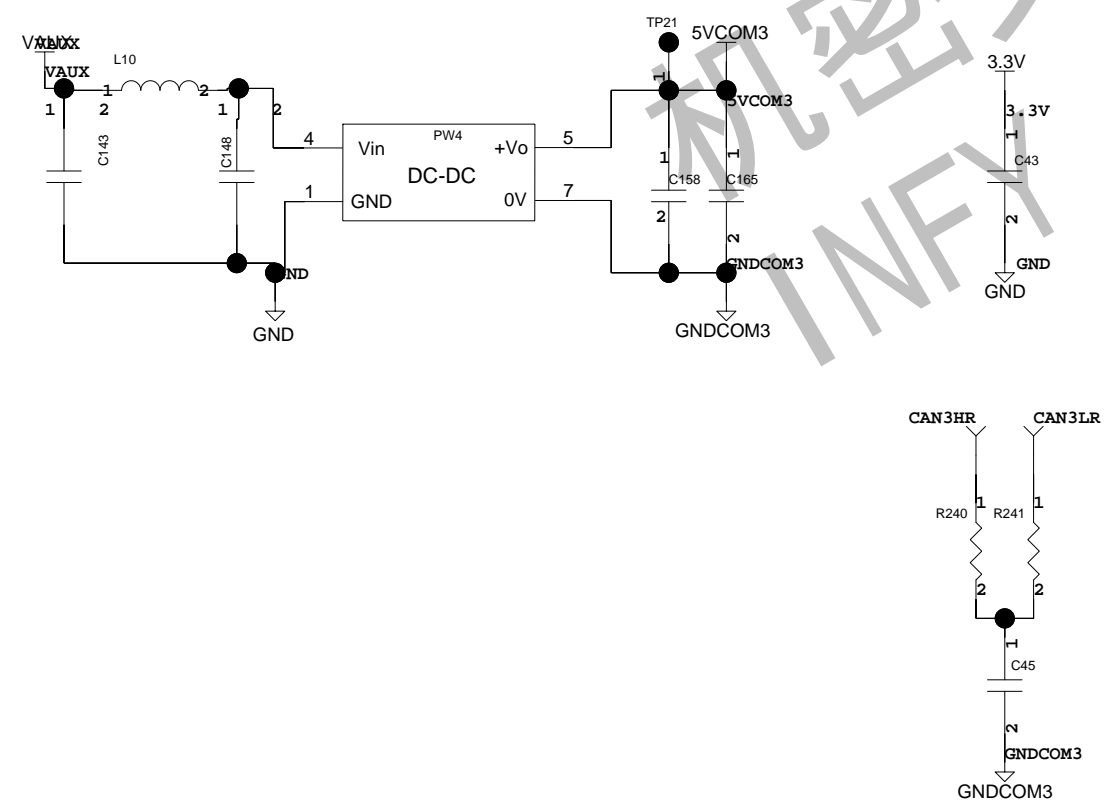 TP21
5VCOM3
VAUX
VAUX
L10
3.3V
VAUX
1
1
2
1
2
2
1
2
5VCOM3
3.3V
1
C143
C148
4
Vin
PW4
DC-DC
+Vo
5
1
1
C158
C165
C43
1
GND
0V
7
2
2
2
GND
GNDCOM3
GND
GND
GNDCOM3
GND
机密
INFY
CAN3HR
CAN3LR
1
1
R240
R241
2
2
1
C45
2
GNDCOM3
GNDCOM3